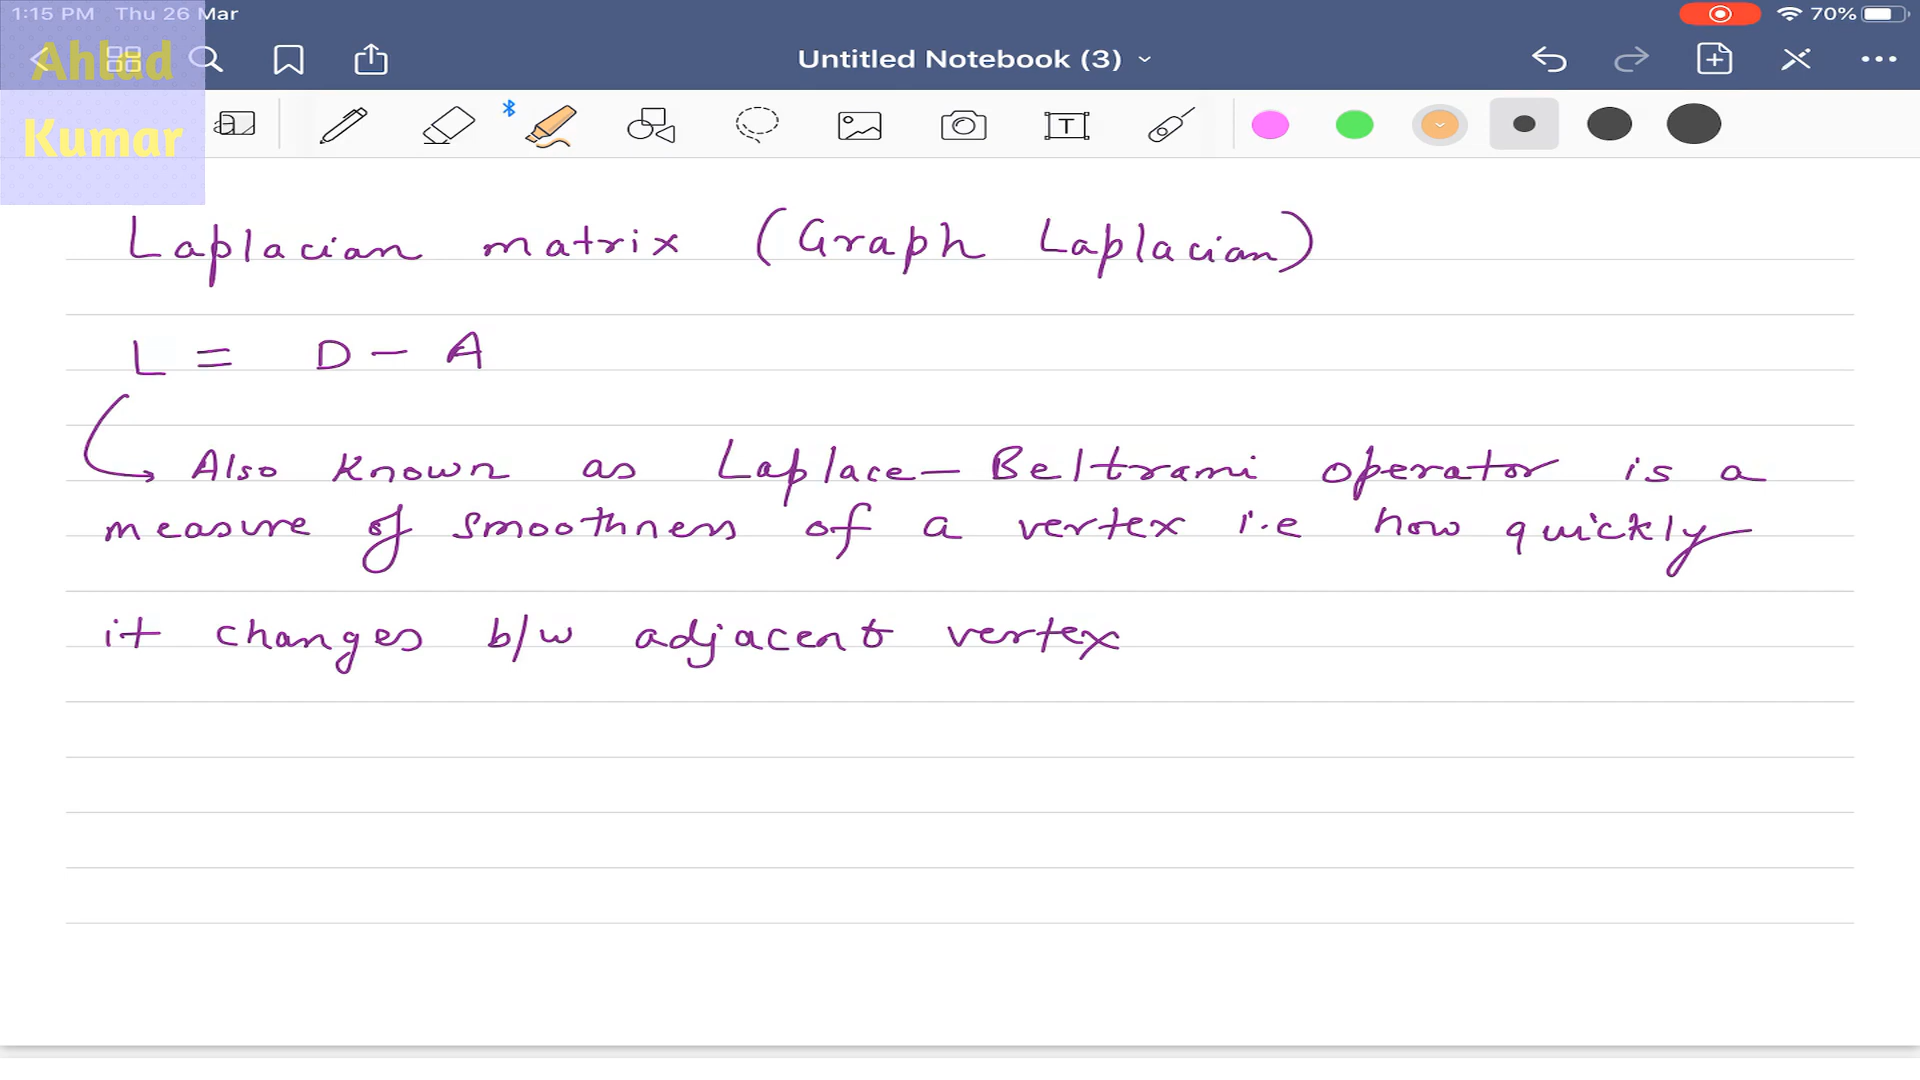 1:15 PM Thu 26 Mar
70%
Ahlad
Kumar
Untitled Notebook (3)
a
T
Laplacian matrix (Graph Laplacian)
L = D - A
Also known as Laplace-Beltrami operator is a
measure of smoothness of a vertex i.e how quickly
it changes b/w adjacent vertex